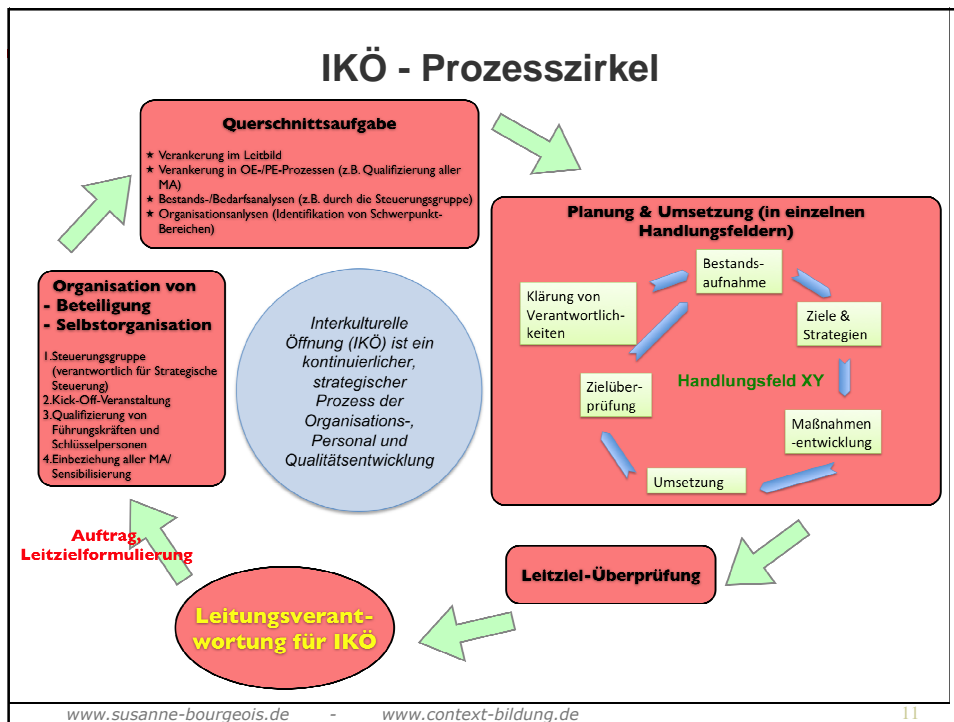 IKÖ - Prozesszirkel
Querschnittsaufgabe
★ Verankerung im Leitbild
★ Verankerung in OE-/PE-Prozessen (z.B. Qualifizierung aller
MA)
★ Bestands-/Bedarfsanalysen (z.B. durch die Steuerungsgruppe)
★ Organisationsanalysen (Identifikation von Schwerpunkt-
Bereichen)
Planung & Umsetzung (in einzelnen
Handlungsfeldern)
Bestands-
aufnahme
Ziele &
Strategien
Maßnahmen
-entwicklung
Umsetzung
Zielüber-
prüfung
Klärung von
Verantwortlich-
keiten
Handlungsfeld XY
Organisation von
- Beteiligung
- Selbstorganisation
1.Steuerungsgruppe
(verantwortlich für Strategische
Steuerung)
2.Kick-Off-Veranstaltung
3.Qualifizierung von
Führungskräften und
Schlüsselpersonen
4.Einbeziehung aller MA/
Sensibilisierung
Interkulturelle
Öffnung (IKÖ) ist ein
kontinuierlicher,
strategischer
Prozess der
Organisations-,
Personal und
Qualitätsentwicklung
Auftrag,
Leitzielformulierung
Leitziel-Überprüfung
Leitungsverant-
wortung für IKÖ
www.susanne-bourgeois.de - www.context-bildung.de
11